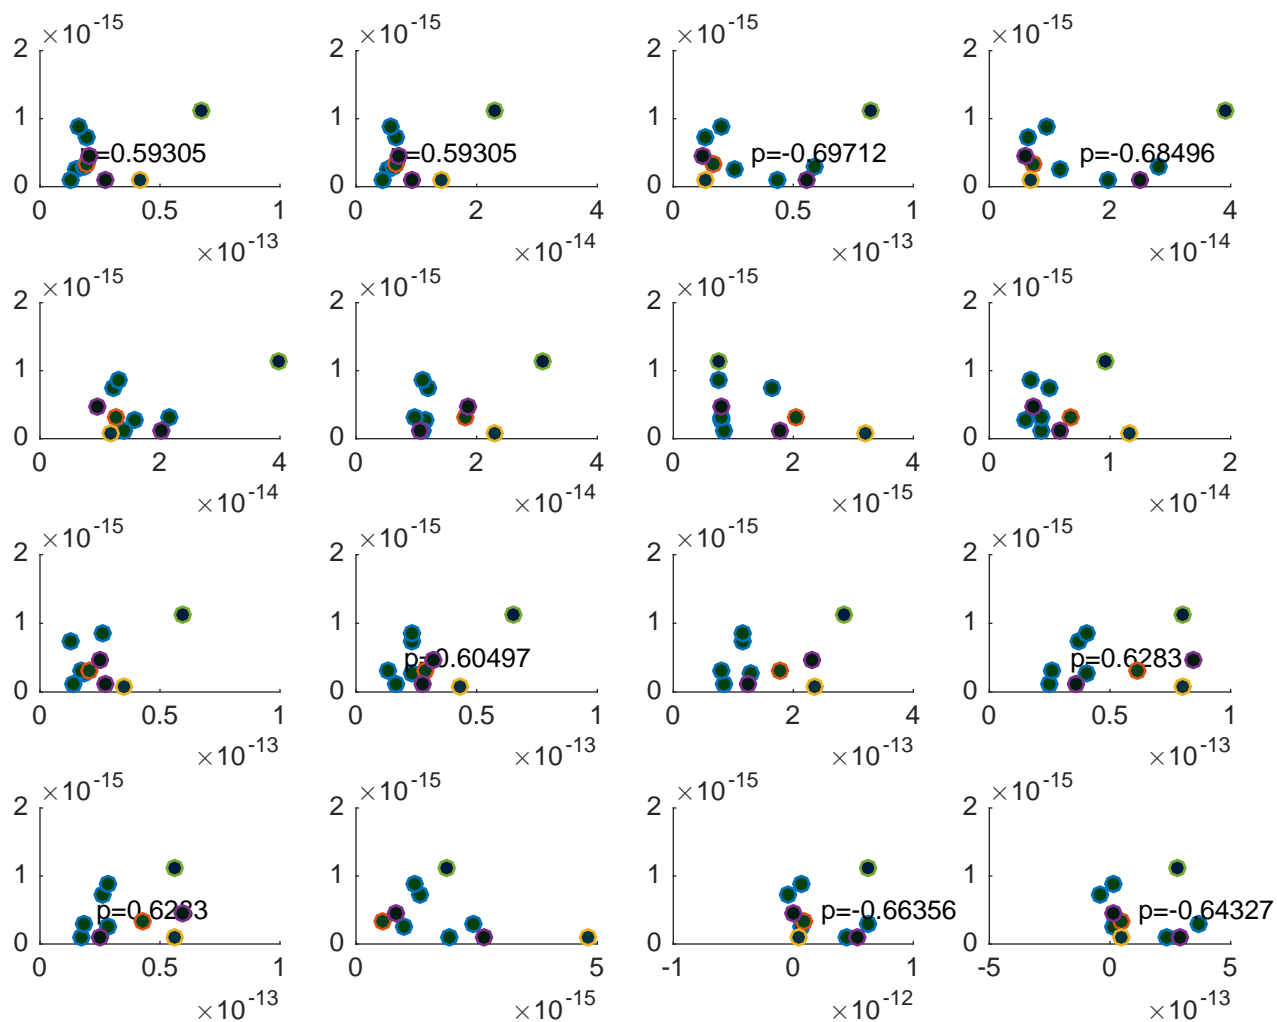 ×10-15 ×10-15 ×10-15 ×10-15
2 2 2 2
1 1 1 1
p=0.59305 p=0.59305 p=-0.69712 p=-0.68496
0 0 0 0
0 0.5 1 0 2 4 0 0.5 1 0 2 4
×10-13 ×10-14 ×10-13 ×10-14
×10-15 ×10-15 ×10-15 ×10-15
2 2 2 2
1 1 1 1
0 0 0 0
0 2 4 0 2 4 0 2 4 0 1 2
×10-14 ×10-14 ×10-15 ×10-14
×10-15 ×10-15 ×10-15 ×10-15
2 2 2 2
1 1 1 1
p=0.60497 p=0.6283
0 0 0 0
0 0.5 1 0 0.5 1 0 2 4 0 0.5 1
×10-13 ×10-13 ×10-13 ×10-13
×10-15 ×10-15 ×10-15 ×10-15
2 2 2 2
1 1 1 1
p=0.6283 p=-0.66356 p=-0.64327
0 0 0 0
0 0.5 1 0 5 -1 0 1 -5 0 5
×10-13 ×10-15 ×10-12 ×10-13